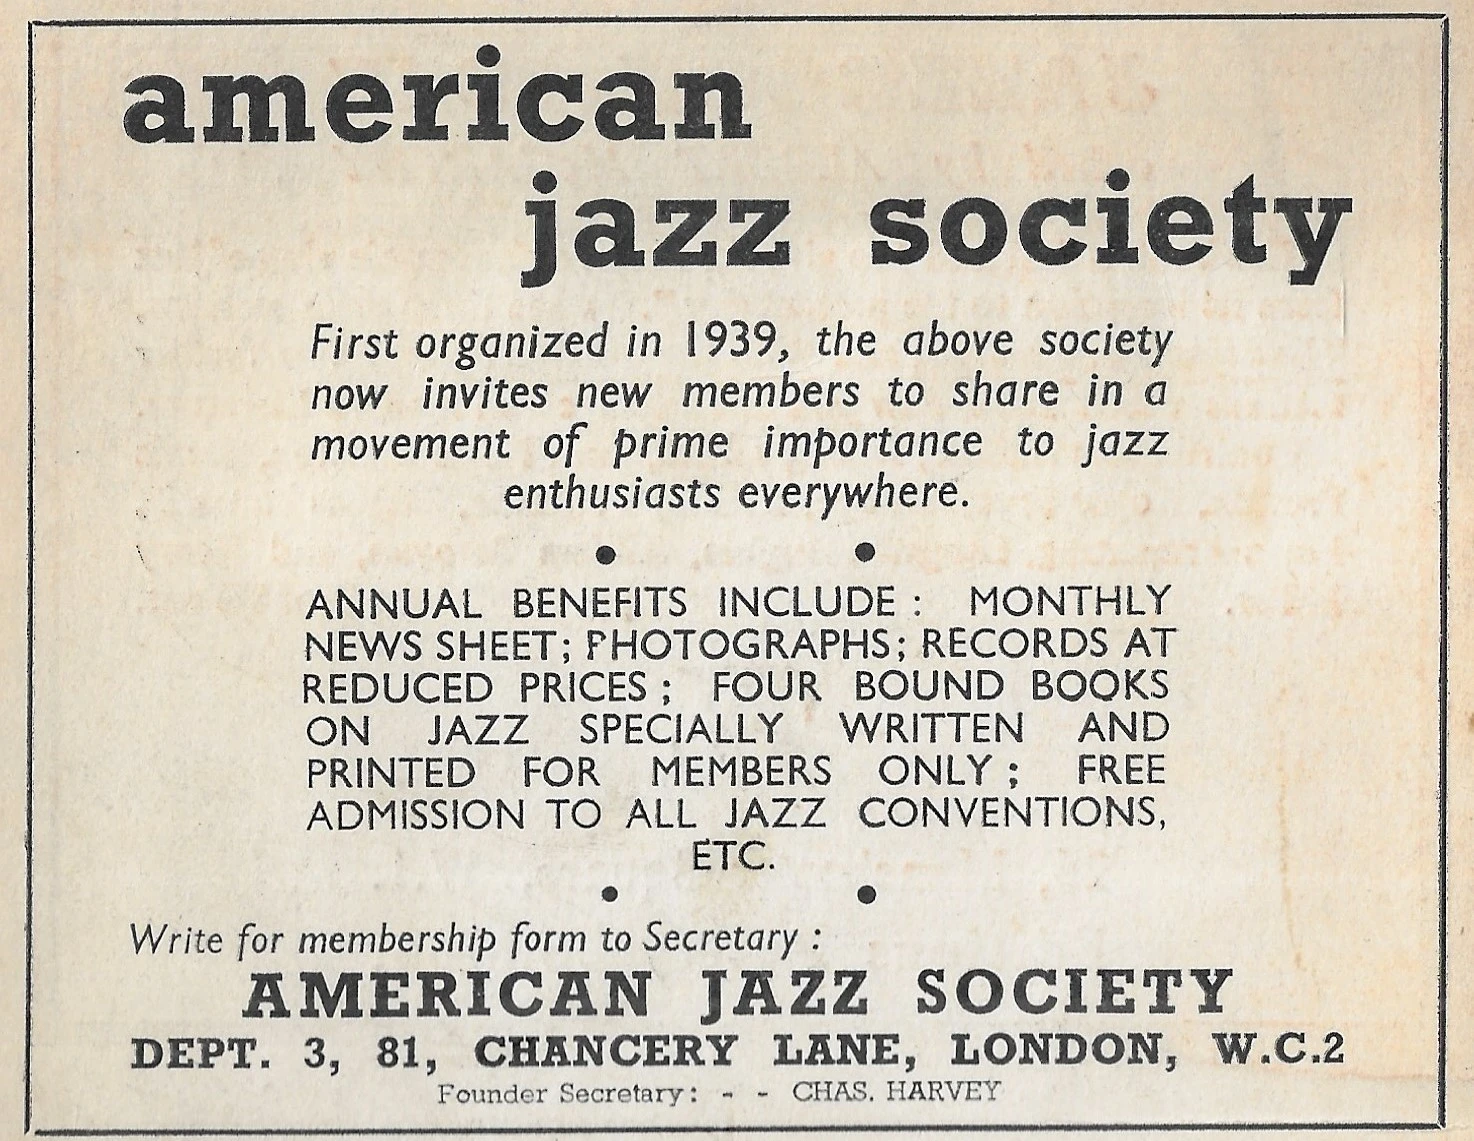 american
jazz society
First organized in 1939, the above society
now invites new members to share in a
movement of prime importance to jazz
enthusiasts everywhere.
ANNUAL BENEFITS INCLUDE : MONTHLY
NEWS SHEET; PHOTOGRAPHS; RECORDS AT
REDUCED PRICES ; FOUR BOUND BOOKS
ON JAZZ SPECIALLY WRITTEN AND
PRINTED FOR MEMBERS ONLY ; FREE
ADMISSION TO ALL JAZZ CONVENTIONS,
ETC.
Write for membership form to Secretary :
AMERICAN JAZZ SOCIETY
DEPT. 3, 81, CHANCERY LANE, LONDON, W.C.2
Founder Secretary: - - CHAS. HARVEY